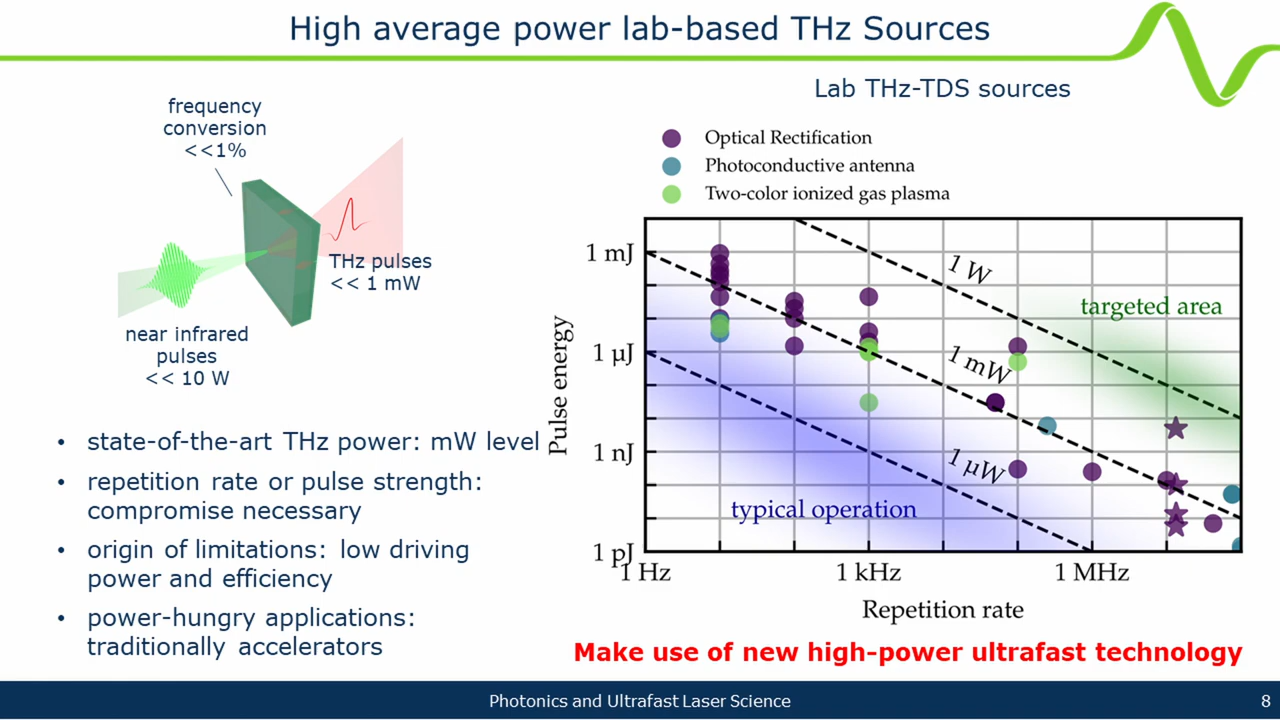 High average power lab-based THz Sources
frequency
conversion
<<1%
THz pulses
<< 1 mW
near infrared
pulses
<< 10 W
• state-of-the-art THz power: mW level
• repetition rate or pulse strength:
compromise necessary
• origin of limitations: low driving
power and efficiency
• power-hungry applications:
traditionally accelerators
Lab THz-TDS sources
Optical Rectification
Photoconductive antenna
Two-color ionized gas plasma
Pulse energy
1 mJ
1 μJ
1 nJ
1 pJ
1 W
1 mW
1 μW
targeted area
typical operation
1 Hz
1 kHz
1 MHz
Repetition rate
Make use of new high-power ultrafast technology
Photonics and Ultrafast Laser Science
8